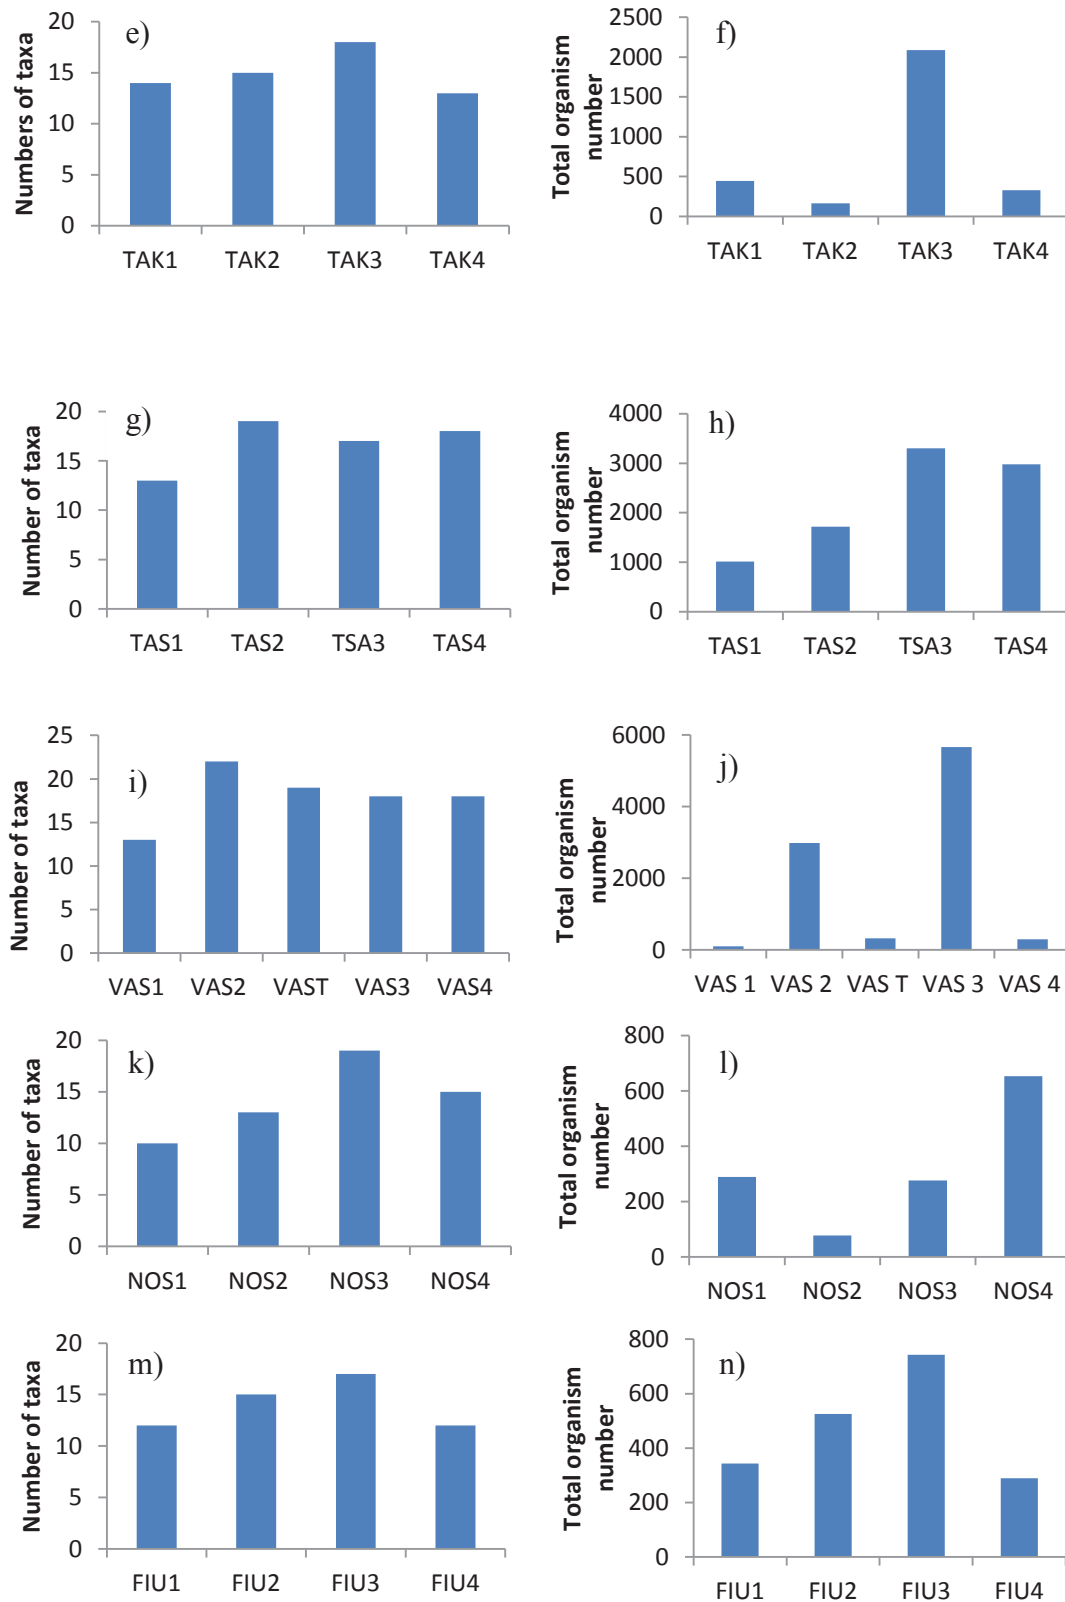 e)
Numbers of taxa
20
15
10
5
0
TAK1 TAK2 TAK3 TAK4
f)
Total organism
number
2500
2000
1500
1000
500
0
TAK1 TAK2 TAK3 TAK4
g)
Number of taxa
20
15
10
5
0
TAS1 TAS2 TSA3 TAS4
h)
Total organism
number
4000
3000
2000
1000
0
TAS1 TAS2 TSA3 TAS4
i)
Number of taxa
25
20
15
10
5
0
VAS1 VAS2 VAST VAS3 VAS4
j)
Total organism
number
6000
4000
2000
0
VAS 1 VAS 2 VAS T VAS 3 VAS 4
k)
Number of taxa
20
15
10
5
0
NOS1 NOS2 NOS3 NOS4
l)
Total organism
number
800
600
400
200
0
NOS1 NOS2 NOS3 NOS4
m)
Number of taxa
20
15
10
5
0
FIU1 FIU2 FIU3 FIU4
n)
Total organism
number
800
600
400
200
0
FIU1 FIU2 FIU3 FIU4